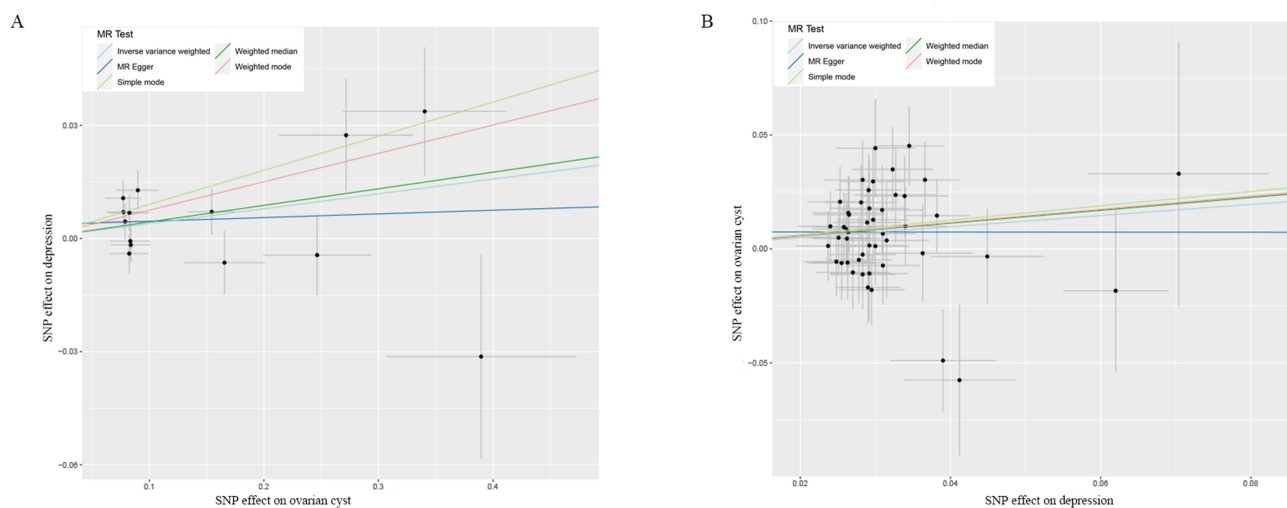 A
MR Test
Inverse variance weighted
Weighted median
MR Egger
Weighted mode
Simple mode
0.03
0.00
−0.03
−0.06
SNP effect on depression
0.1
0.2
0.3
0.4
SNP effect on ovarian cyst
B
MR Test
Inverse variance weighted
Weighted median
MR Egger
Weighted mode
Simple mode
0.10
0.05
0.00
−0.05
SNP effect on ovarian cyst
0.02
0.04
0.06
0.08
SNP effect on depression